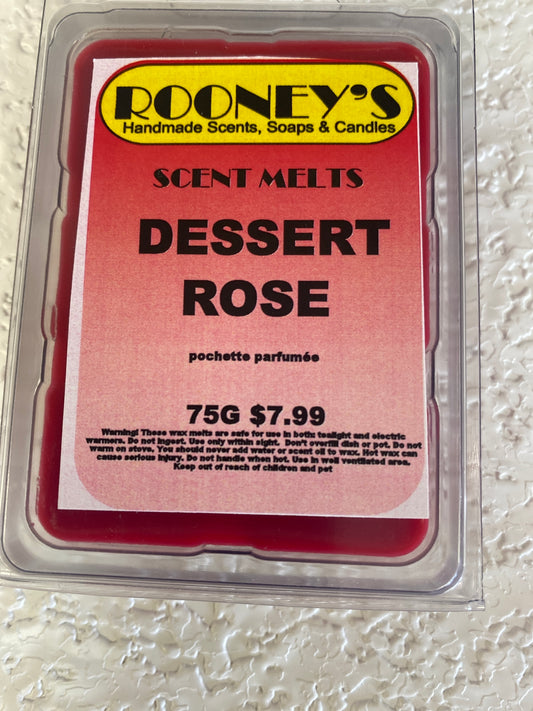 ROONEY'S
Handmade Scents, Soaps & Candles
SCENT MELTS
DESSERT
ROSE
pochette parfumée
75G $7.99
Warning! These wax melts are safe for use in both tealight and electric
warmers. Do not ingest. Use only within sight. Don't overfill dish or pot. Do not
warm on stove. You should never add water or scent oil to wax. Hot wax can
cause serious injury. Do not handle when hot. Use in well ventilated area.
Keep out of reach of children and pet